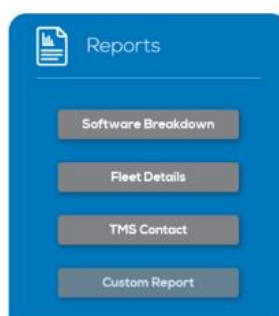 Reports
Software Breakdown
Fleet Details
TMS Contact
Custom Report